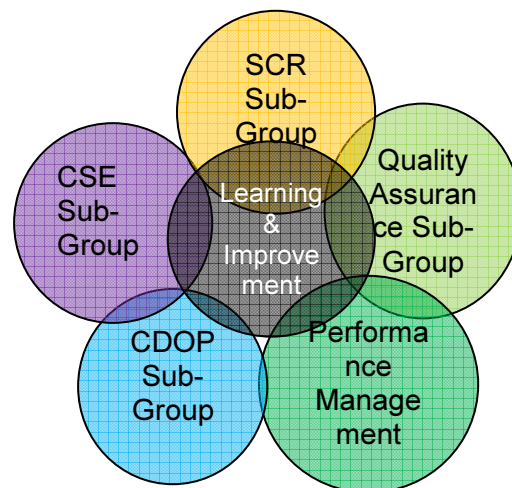 SCR
Sub-
Group
CSE
Sub-
Group
Quality
Assuran
ce Sub-
Group
Learning
&
Improve
ment
CDOP
Sub-
Group
Performa
nce
Manage
ment